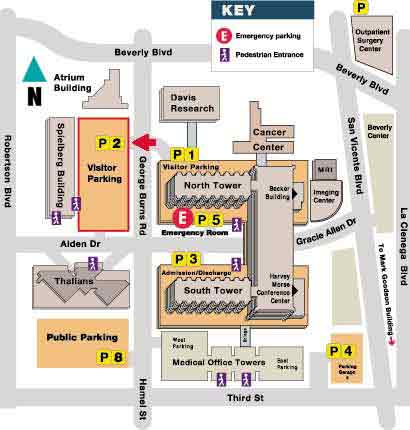 KEY
E Emergency parking
Pedestrian Entrance
P
Outpatient
Surgery
Center
Beverly Blvd
Beverly Blvd
N
Atrium
Building
Davis
Research
Cancer
Center
Robertson Blvd
Spielberg Building
P 2
Visitor
Parking
George Burns Rd
P 1
Visitor Parking
North Tower
Becker
Building
MRI
Imaging
Center
San Vicente Blvd
Beverly
Center
La Cienega Blvd
E P 5
Emergency Room
Alden Dr
Gracie Allen Dr
To Mark Goodson Building
P 3
Admission/Discharge
South Tower
Harvey
Morse
Conference
Center
Thalians
Public Parking
P 8
Bridge
West
Parking
Medical Office Towers
East
Parking
P 4
Parking
Garage
Hamel St
Third St